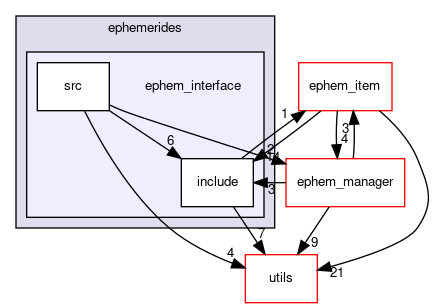 ephemerides
src
ephem_interface
ephem_item
1
3
4
6
2
include
ephem_manager
3
7
9
4
21
utils